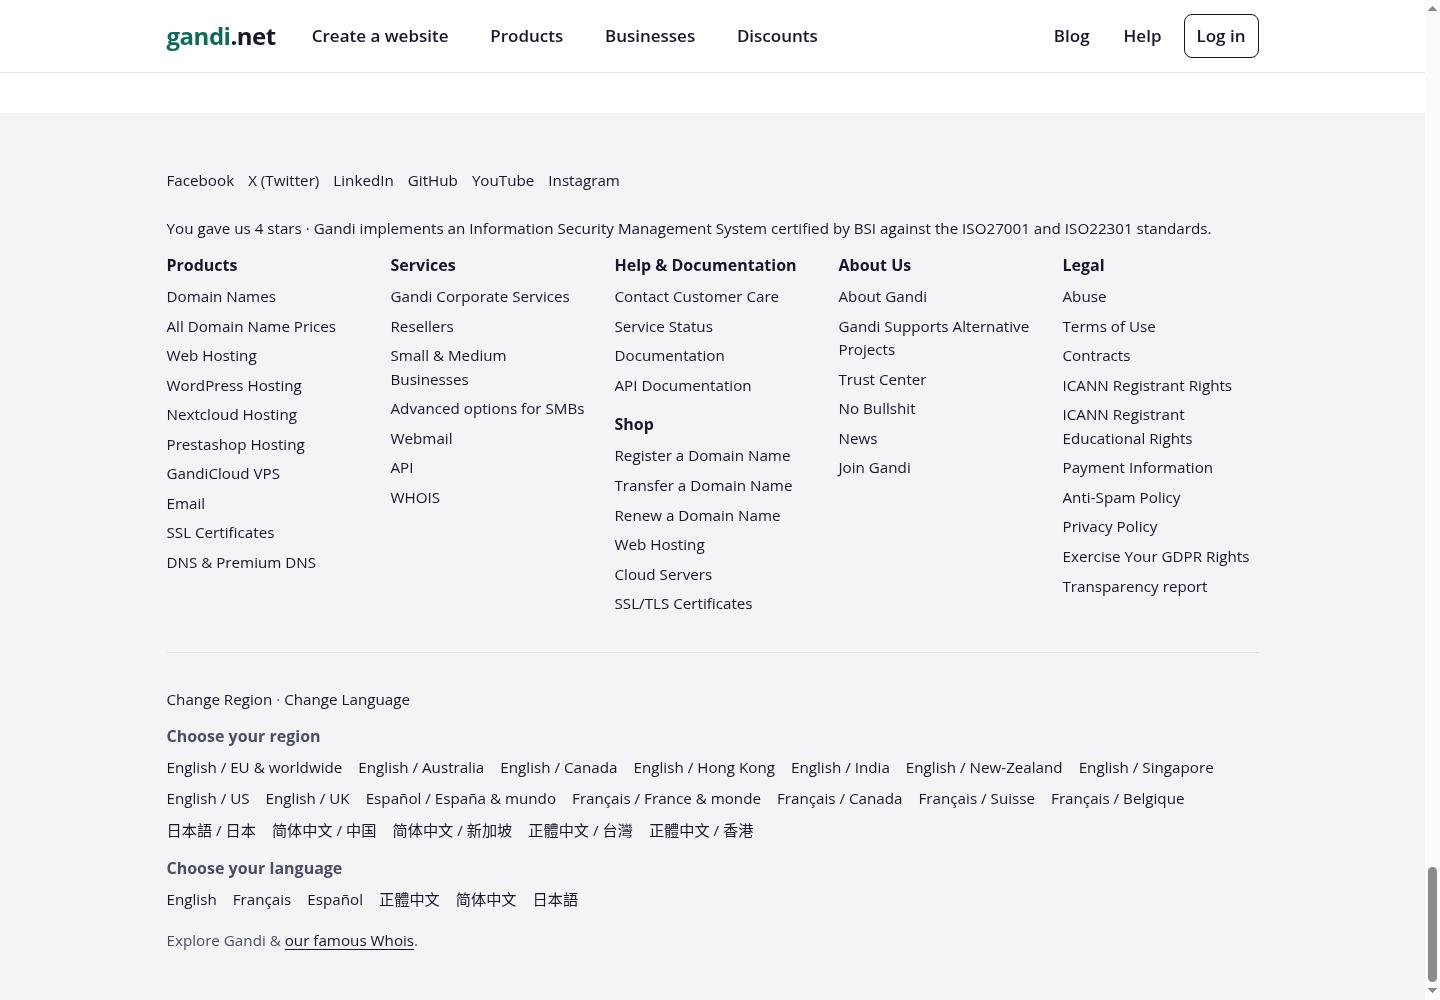 gandi.net Create a website Products Businesses Discounts Blog Help Log in
Facebook X (Twitter) LinkedIn GitHub YouTube Instagram
You gave us 4 stars · Gandi implements an Information Security Management System certified by BSI against the ISO27001 and ISO22301 standards.
Products
Domain Names
All Domain Name Prices
Web Hosting
WordPress Hosting
Nextcloud Hosting
Prestashop Hosting
GandiCloud VPS
Email
SSL Certificates
DNS & Premium DNS
Services
Gandi Corporate Services
Resellers
Small & Medium
Businesses
Advanced options for SMBs
Webmail
API
WHOIS
Help & Documentation
Contact Customer Care
Service Status
Documentation
API Documentation
Shop
Register a Domain Name
Transfer a Domain Name
Renew a Domain Name
Web Hosting
Cloud Servers
SSL/TLS Certificates
About Us
About Gandi
Gandi Supports Alternative
Projects
Trust Center
No Bullshit
News
Join Gandi
Legal
Abuse
Terms of Use
Contracts
ICANN Registrant Rights
ICANN Registrant
Educational Rights
Payment Information
Anti-Spam Policy
Privacy Policy
Exercise Your GDPR Rights
Transparency report
Change Region · Change Language
Choose your region
English / EU & worldwide English / Australia English / Canada English / Hong Kong English / India English / New-Zealand English / Singapore
English / US English / UK Español / España & mundo Français / France & monde Français / Canada Français / Suisse Français / Belgique
日本語 / 日本 简体中文 / 中国 简体中文 / 新加坡 正體中文 / 台灣 正體中文 / 香港
Choose your language
English Français Español 正體中文 简体中文 日本語
Explore Gandi & our famous Whois.